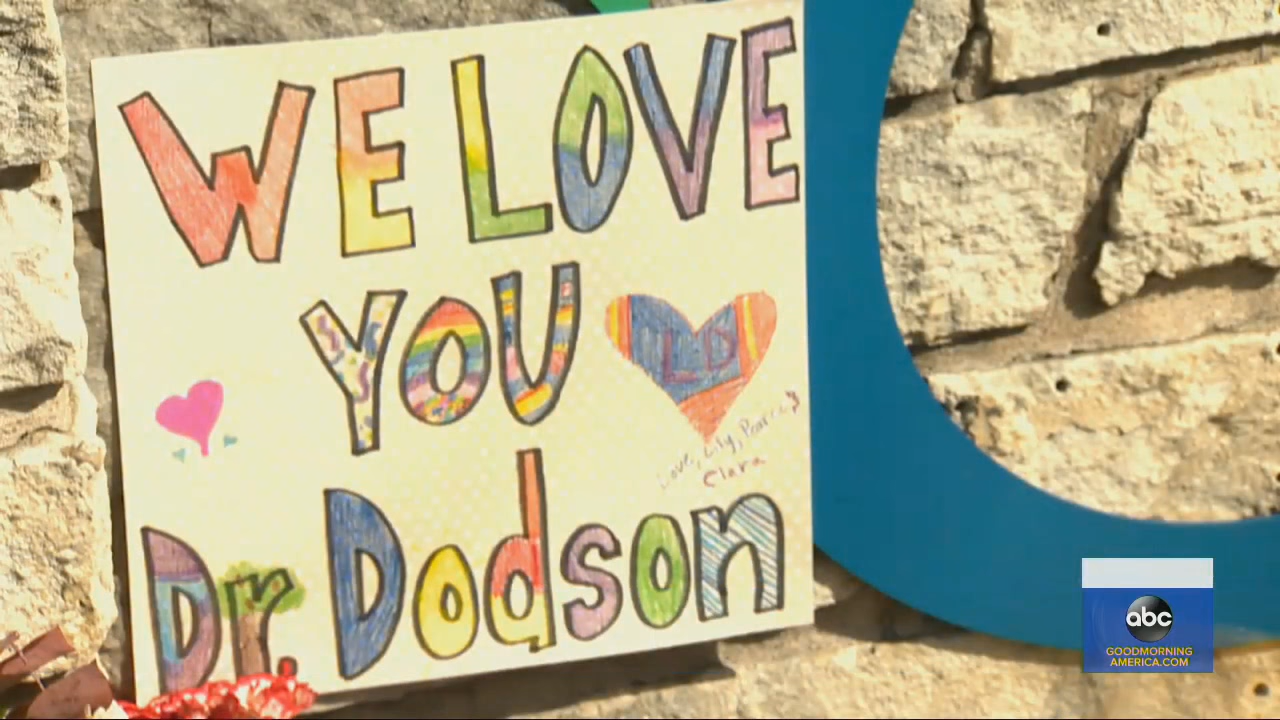 WE LOVE
YOU
LD
Love, Lily, Pearce,
Clara
Dr. Dodson
abc
GOODMORNING
AMERICA.COM